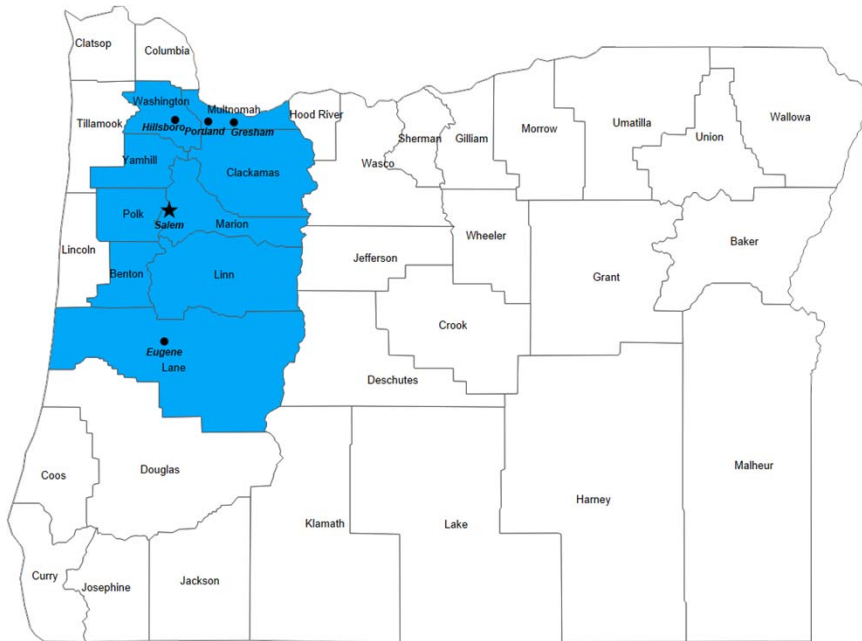 Clatsop
Columbia
Washington
Multnomah
Hood River
Tillamook
Hillsboro
Portland
Gresham
Sherman
Gilliam
Morrow
Umatilla
Union
Wallowa
Yamhill
Clackamas
Wasco
Polk
Salem
Marion
Wheeler
Lincoln
Jefferson
Baker
Benton
Linn
Grant
Crook
Eugene
Lane
Deschutes
Coos
Douglas
Malheur
Harney
Klamath
Lake
Curry
Josephine
Jackson